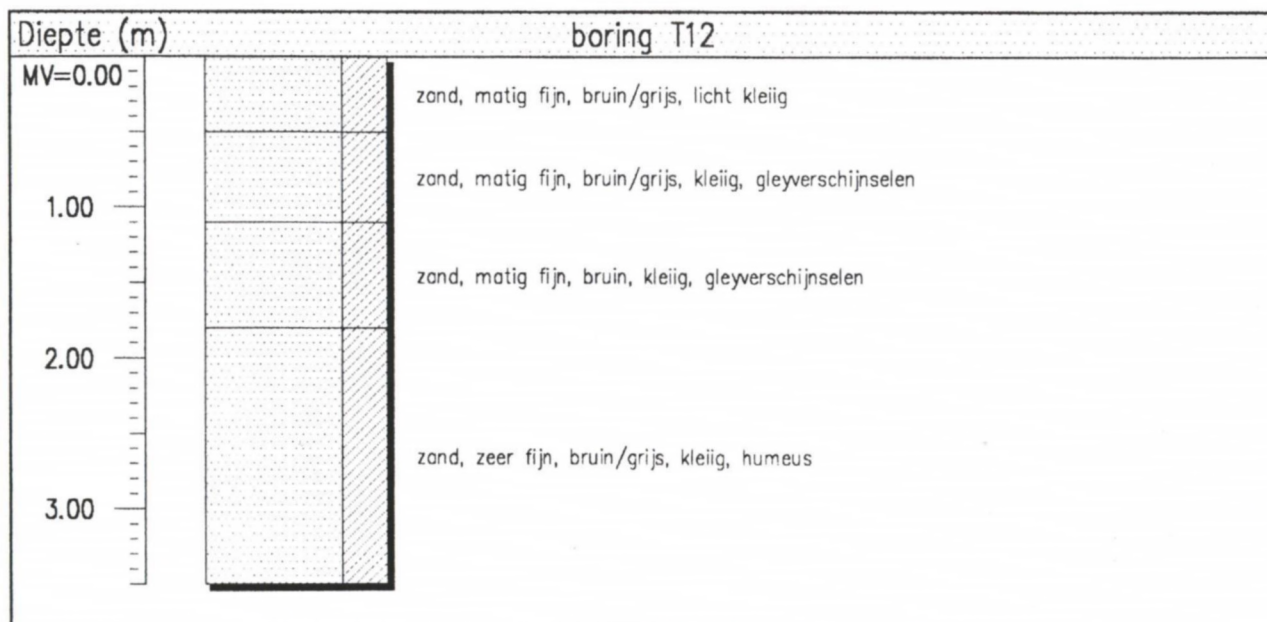 Diepte (m) boring T12
MV=0.00
zand, matig fijn, bruin/grijs, licht kleiig
zand, matig fijn, bruin/grijs, kleiig, gleyverschijnselen
1.00
zand, matig fijn, bruin, kleiig, gleyverschijnselen
2.00
zand, zeer fijn, bruin/grijs, kleiig, humeus
3.00